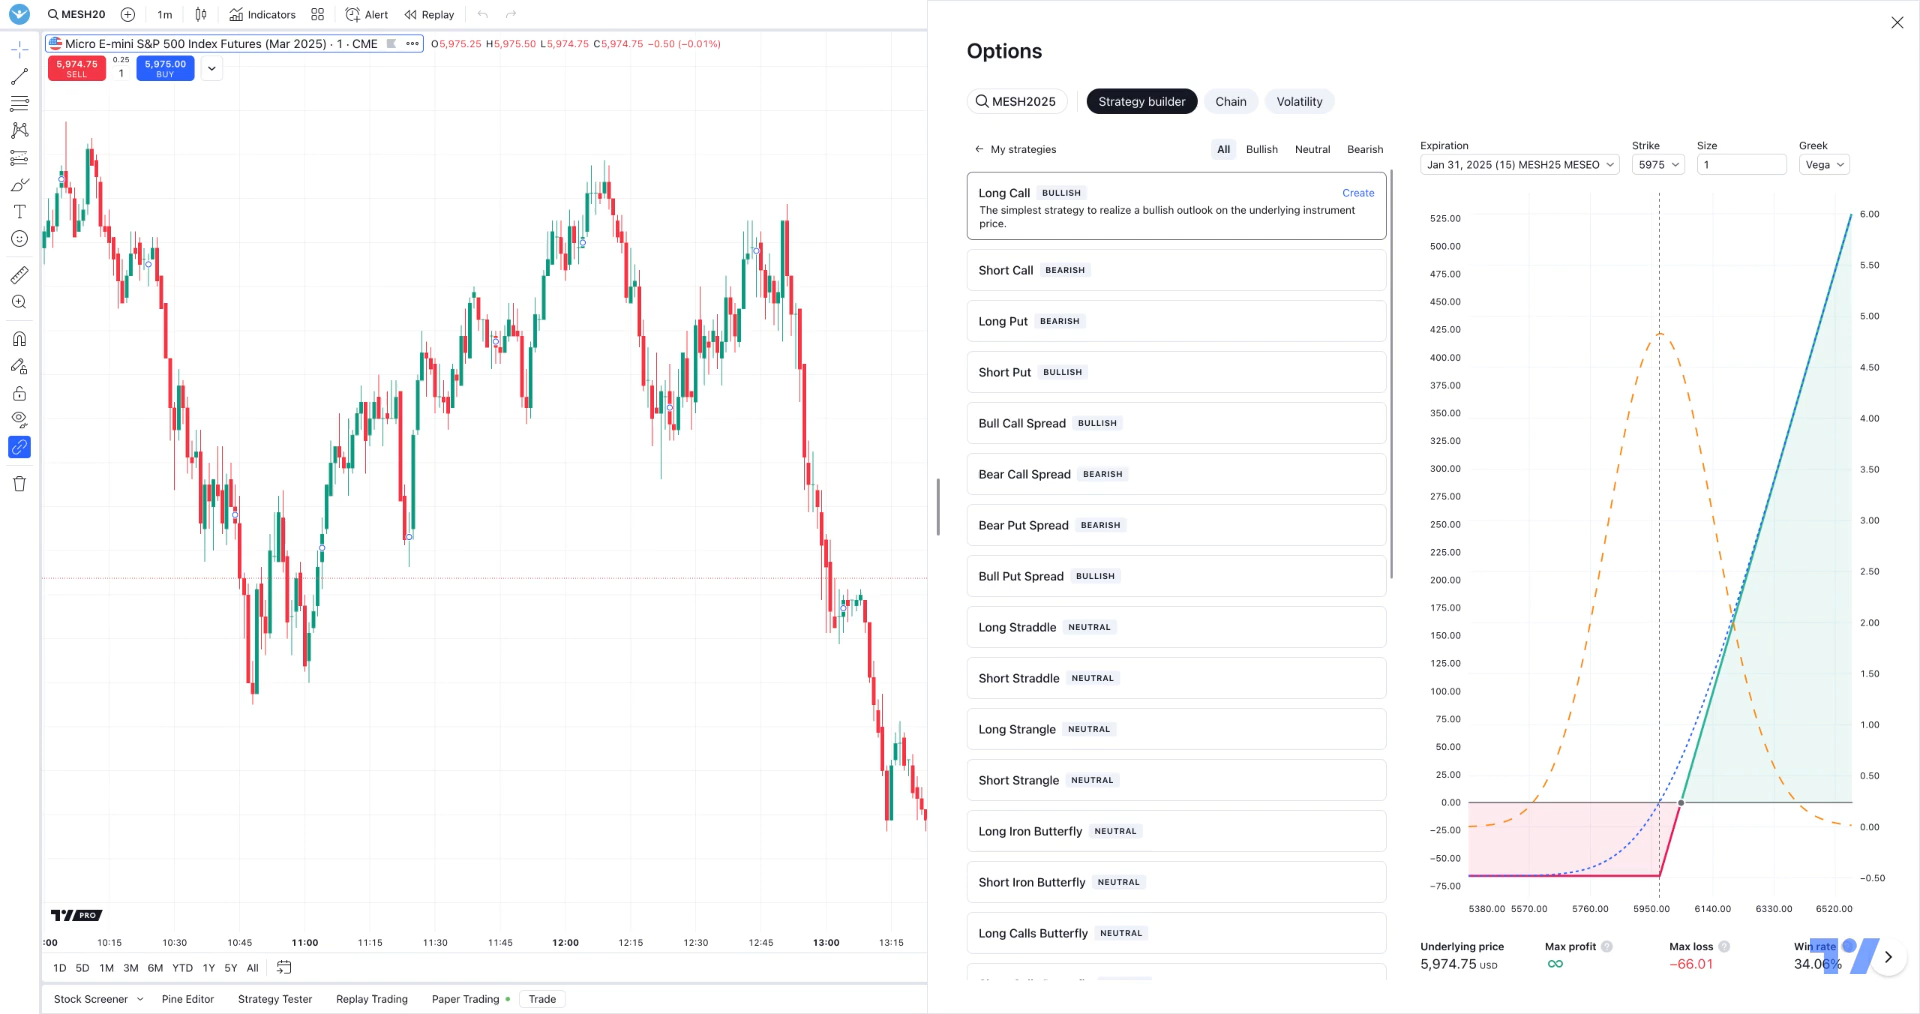 MESH20
1m
Indicators
Alert
Replay
Micro E-mini S&P 500 Index Futures (Mar 2025) · 1 · CME
O5,975.25 H5,975.50 L5,974.75 C5,974.75 −0.50 (−0.01%)
5,974.75
SELL
0.25
1
5,975.00
BUY
PRO
:00 10:15 10:30 10:45 11:00 11:15 11:30 11:45 12:00 12:15 12:30 12:45 13:00 13:15
1D 5D 1M 3M 6M YTD 1Y 5Y All
Stock Screener Pine Editor Strategy Tester Replay Trading Paper Trading Trade
Options
MESH2025
Strategy builder
Chain
Volatility
My strategies
All Bullish Neutral Bearish
Long Call BULLISH Create
The simplest strategy to realize a bullish outlook on the underlying instrument
price.
Short Call BEARISH
Long Put BEARISH
Short Put BULLISH
Bull Call Spread BULLISH
Bear Call Spread BEARISH
Bear Put Spread BEARISH
Bull Put Spread BULLISH
Long Straddle NEUTRAL
Short Straddle NEUTRAL
Long Strangle NEUTRAL
Short Strangle NEUTRAL
Long Iron Butterfly NEUTRAL
Short Iron Butterfly NEUTRAL
Long Calls Butterfly NEUTRAL
Expiration Strike Size Greek
Jan 31, 2025 (15) MESH25 MESEO 5975 1 Vega
525.00
500.00
475.00
450.00
425.00
400.00
375.00
350.00
325.00
300.00
275.00
250.00
225.00
200.00
175.00
150.00
125.00
100.00
75.00
50.00
25.00
0.00
−25.00
−50.00
−75.00
6.00
5.50
5.00
4.50
4.00
3.50
3.00
2.50
2.00
1.50
1.00
0.50
0.00
−0.50
5380.00 5570.00 5760.00 5950.00 6140.00 6330.00 6520.00
Underlying price Max profit Max loss Win rate
5,974.75 USD ∞ −66.01 34.06%